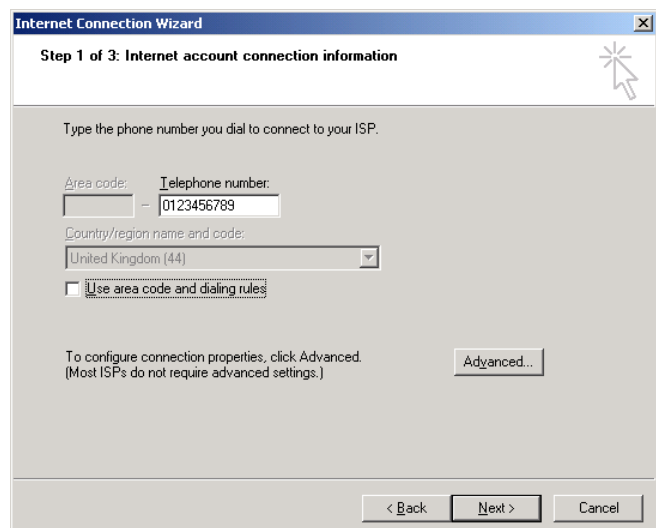 Internet Connection Wizard
Step 1 of 3: Internet account connection information
Type the phone number you dial to connect to your ISP.
Area code: Telephone number:
– 0123456789
Country/region name and code:
United Kingdom (44)
Use area code and dialing rules
To configure connection properties, click Advanced.
(Most ISPs do not require advanced settings.)
Advanced...
< Back Next > Cancel